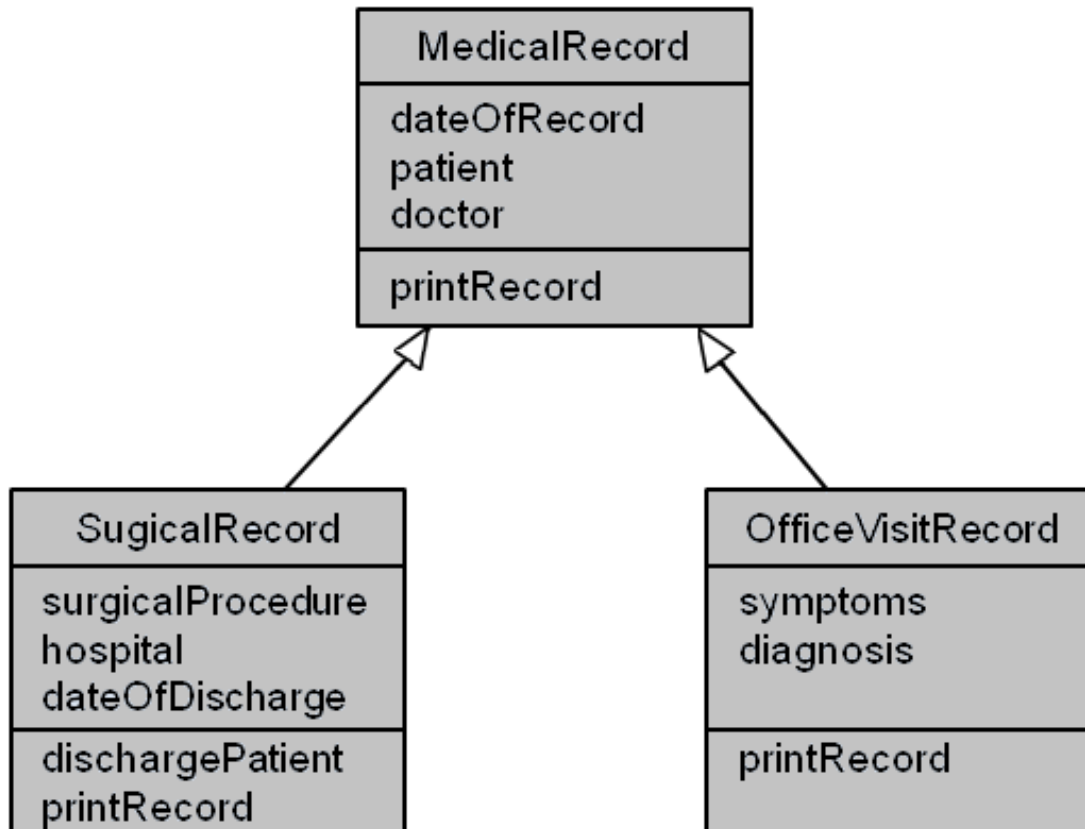 MedicalRecord
dateOfRecord
patient
doctor
printRecord
SugicalRecord
surgicalProcedure
hospital
dateOfDischarge
dischargePatient
printRecord
OfficeVisitRecord
symptoms
diagnosis
printRecord